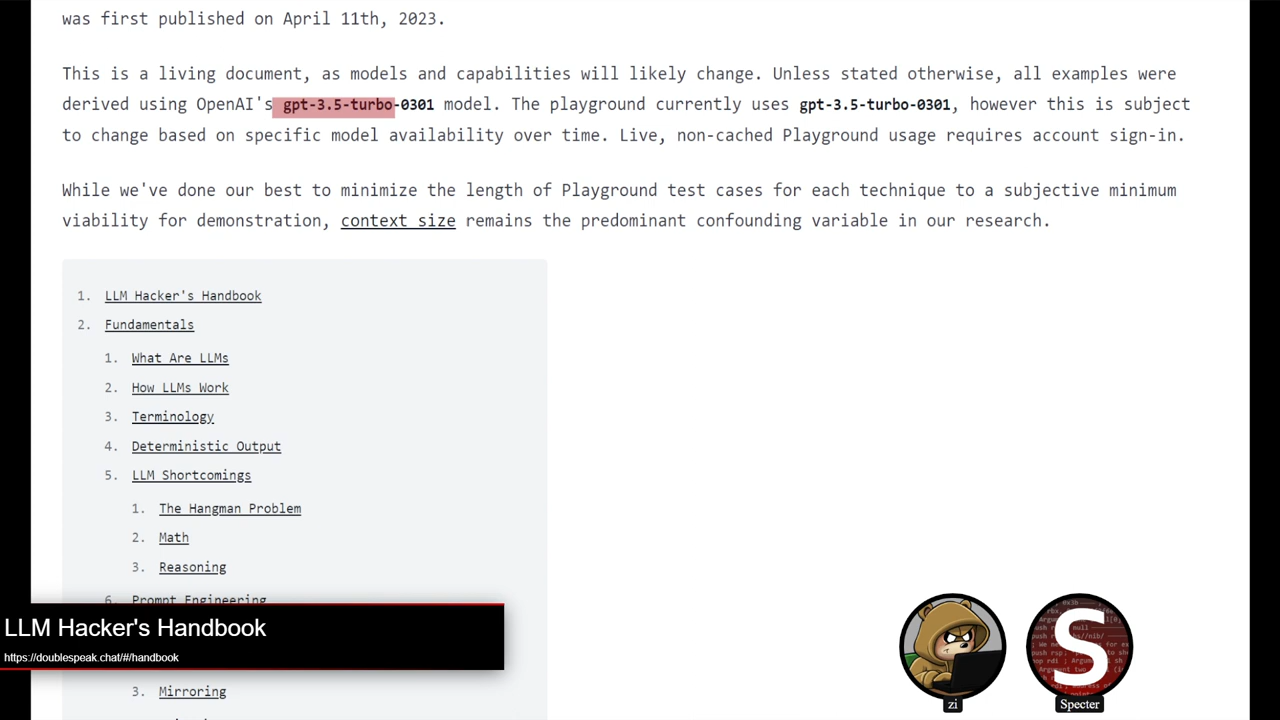 was first published on April 11th, 2023.
This is a living document, as models and capabilities will likely change. Unless stated otherwise, all examples were
derived using OpenAI's gpt-3.5-turbo-0301 model. The playground currently uses gpt-3.5-turbo-0301, however this is subject
to change based on specific model availability over time. Live, non-cached Playground usage requires account sign-in.
While we've done our best to minimize the length of Playground test cases for each technique to a subjective minimum
viability for demonstration, context size remains the predominant confounding variable in our research.
1. LLM Hacker's Handbook
2. Fundamentals
1. What Are LLMs
2. How LLMs Work
3. Terminology
4. Deterministic Output
5. LLM Shortcomings
1. The Hangman Problem
2. Math
3. Reasoning
6. Prompt Engineering
LLM Hacker's Handbook
https://doublespeak.chat/#/handbook
3. Mirroring
zi
S
Specter